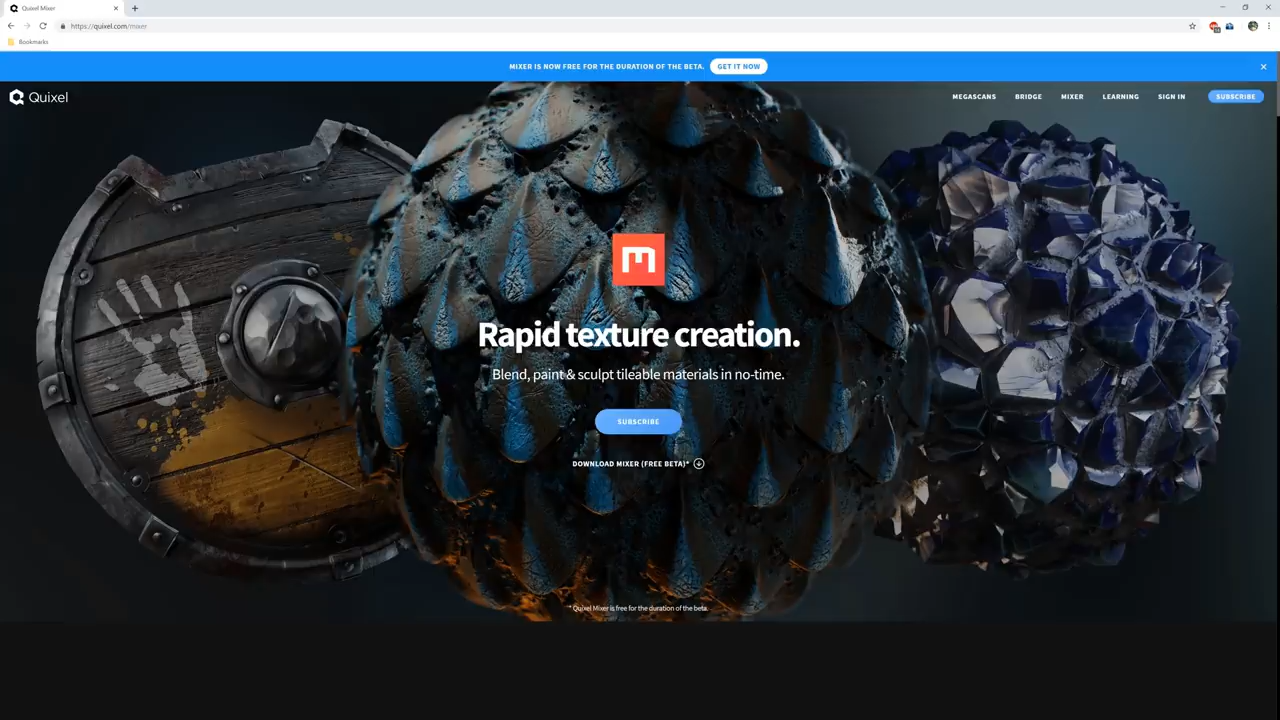 Quixel Mixer
https://quixel.com/mixer
Bookmarks
MIXER IS NOW FREE FOR THE DURATION OF THE BETA. GET IT NOW
Quixel
MEGASCANS BRIDGE MIXER LEARNING SIGN IN SUBSCRIBE
m
Rapid texture creation.
Blend, paint & sculpt tileable materials in no-time.
SUBSCRIBE
DOWNLOAD MIXER (FREE BETA)*
* Quixel Mixer is free for the duration of the beta.